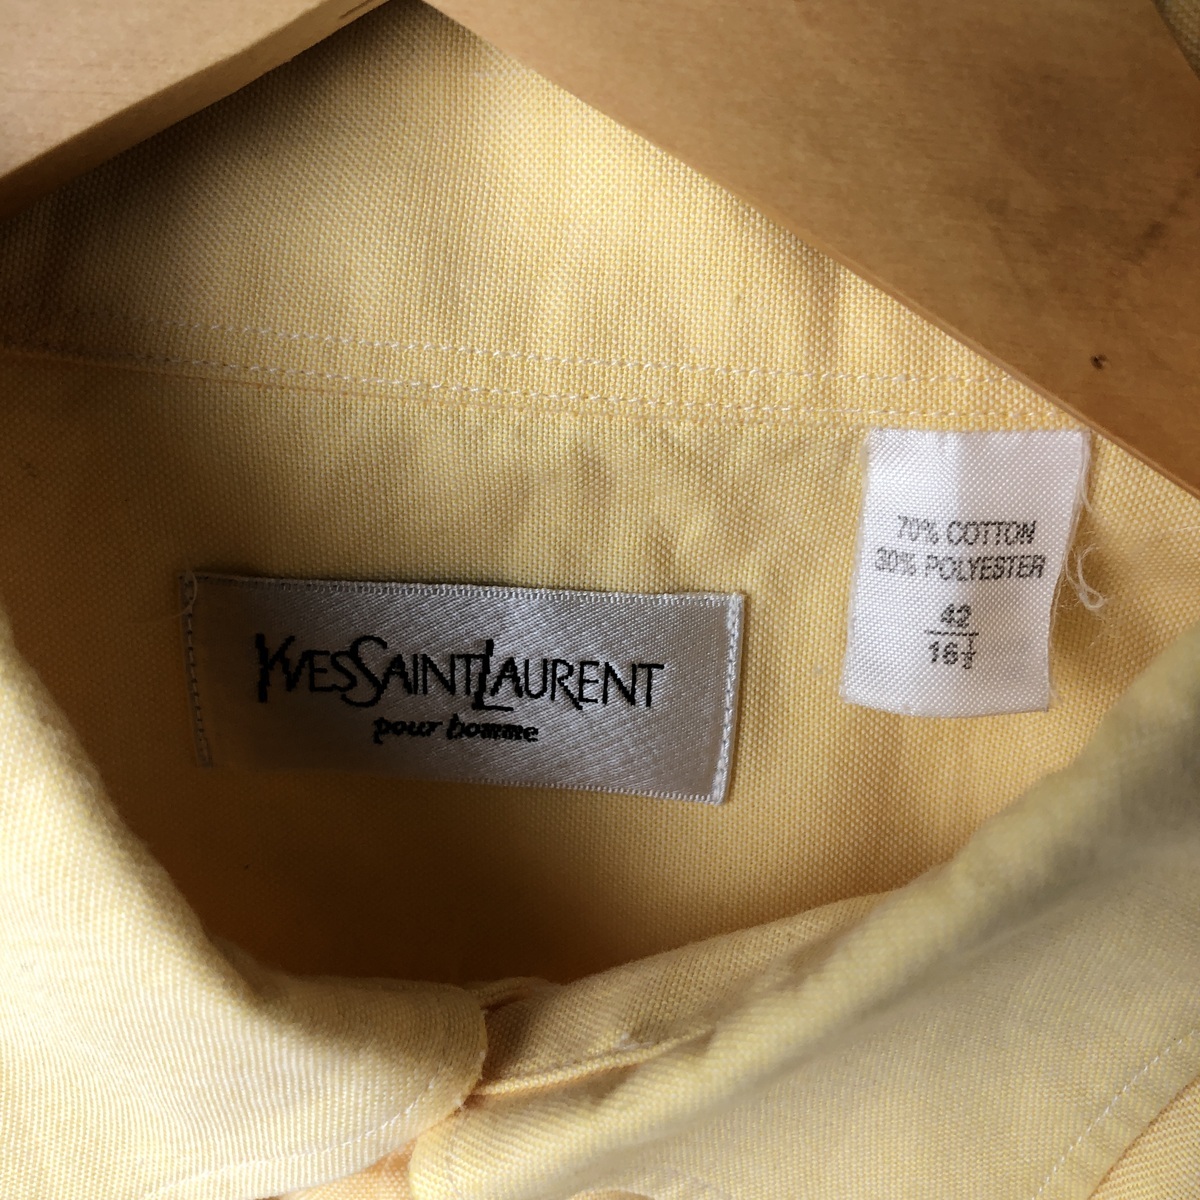 YVESSAINTLAURENT
pour homme
70% COTTON
30% POLYESTER
42
16½